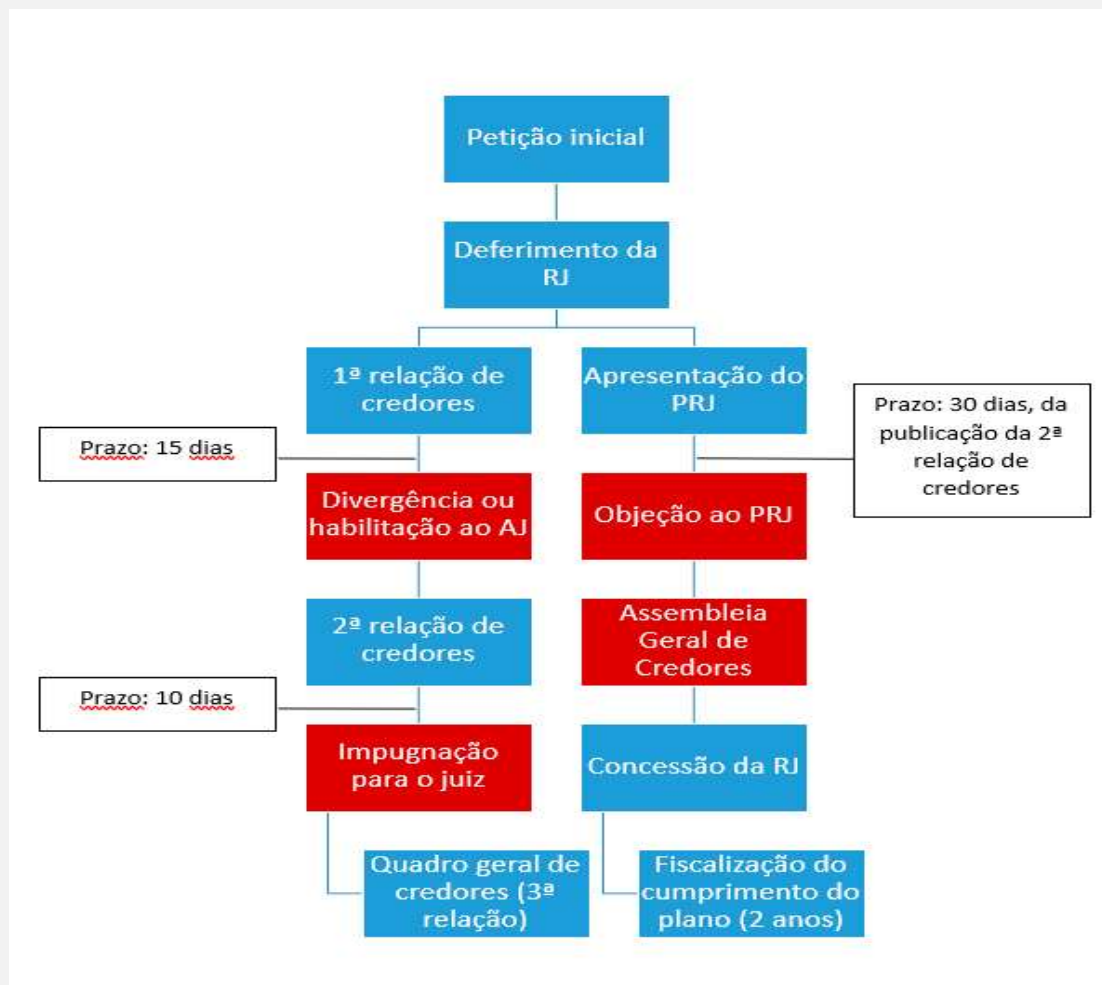 Petição inicial
Deferimento da
RJ
1ª relação de
credores
Apresentação do
PRJ
Prazo: 30 dias, da
publicação da 2ª
relação de
credores
Prazo: 15 dias
Divergência ou
habilitação ao AJ
Objeção ao PRJ
2ª relação de
credores
Assembleia
Geral de
Credores
Prazo: 10 dias
Impugnação
para o juiz
Concessão da RJ
Quadro geral de
credores (3ª
relação)
Fiscalização do
cumprimento do
plano (2 anos)